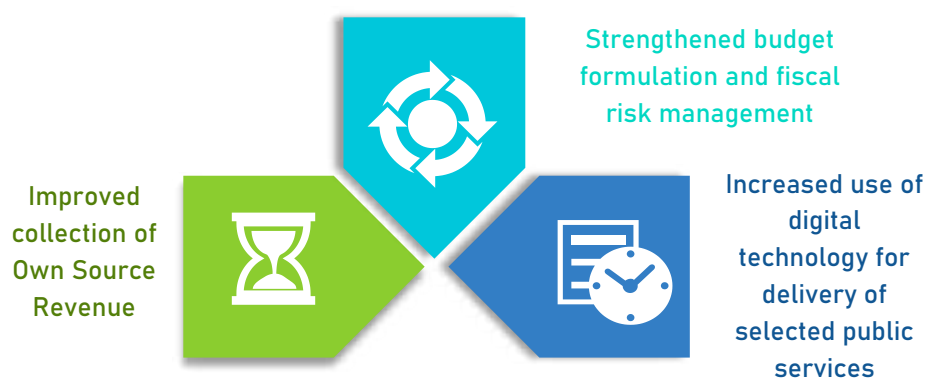 Strengthened budget
formulation and fiscal
risk management
Improved
collection of
Own Source
Revenue
Increased use of
digital
technology for
delivery of
selected public
services